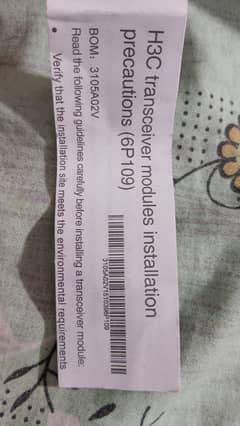 H3C transceiver modules installation
precautions (6P109)
BOM: 3105A02V
Read the following guidelines carefully before installing a transceiver module:
• Verify that the installation site meets the environmental requirements